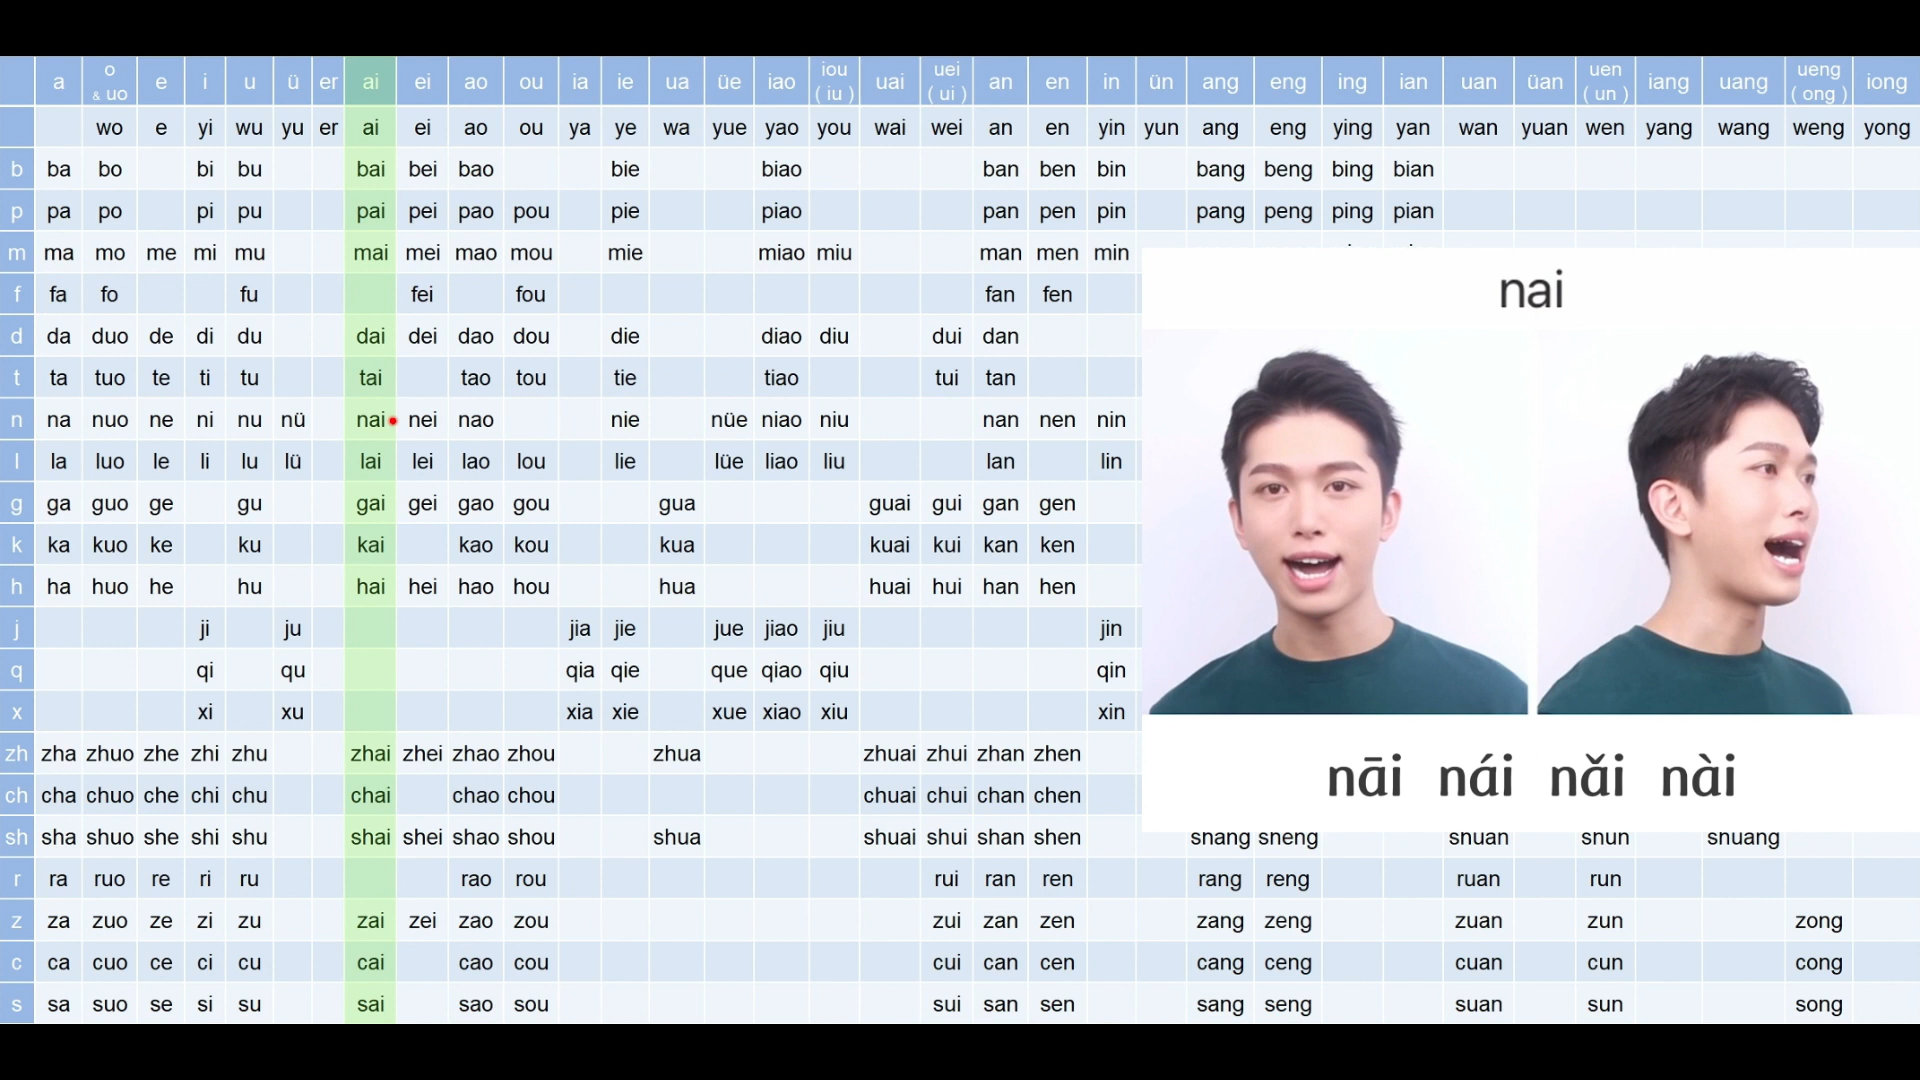 a o & uo e i u ü er ai ei ao ou ia ie ua üe iao iou ( iu ) uai uei ( ui ) an en in ün ang eng ing ian uan üan uen ( un ) iang uang ueng ( ong ) iong
wo e yi wu yu er ai ei ao ou ya ye wa yue yao you wai wei an en yin yun ang eng ying yan wan yuan wen yang wang weng yong
b ba bo bi bu bai bei bao bie biao ban ben bin bang beng bing bian
p pa po pi pu pai pei pao pou pie piao pan pen pin pang peng ping pian
m ma mo me mi mu mai mei mao mou mie miao miu man men min
f fa fo fu fei fou fan fen
d da duo de di du dai dei dao dou die diao diu dui dan
t ta tuo te ti tu tai tao tou tie tiao tui tan
n na nuo ne ni nu nü nai nei nao nie nüe niao niu nan nen nin
l la luo le li lu lü lai lei lao lou lie lüe liao liu lan lin
g ga guo ge gu gai gei gao gou gua guai gui gan gen
k ka kuo ke ku kai kao kou kua kuai kui kan ken
h ha huo he hu hai hei hao hou hua huai hui han hen
j ji ju jia jie jue jiao jiu jin
q qi qu qia qie que qiao qiu qin
x xi xu xia xie xue xiao xiu xin
zh zha zhuo zhe zhi zhu zhai zhei zhao zhou zhua zhuai zhui zhan zhen
ch cha chuo che chi chu chai chao chou chuai chui chan chen
sh sha shuo she shi shu shai shei shao shou shua shuai shui shan shen shang sheng shuan shun shuang
r ra ruo re ri ru rao rou rui ran ren rang reng ruan run
z za zuo ze zi zu zai zei zao zou zui zan zen zang zeng zuan zun zong
c ca cuo ce ci cu cai cao cou cui can cen cang ceng cuan cun cong
s sa suo se si su sai sao sou sui san sen sang seng suan sun song
nai
nāi nái nǎi nài